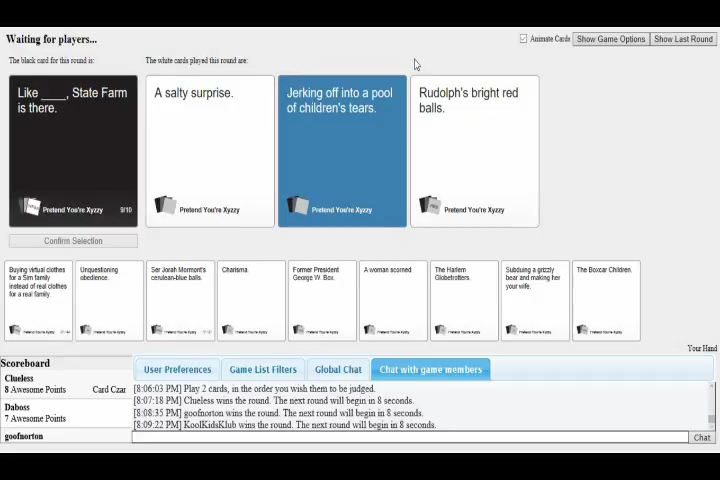 Waiting for players...
Animate Cards
Show Game Options
Show Last Round
The black card for this round is:
The white cards played this round are:
Like ____, State Farm
is there.
Pretend You're Xyzzy
9/10
A salty surprise.
Pretend You're Xyzzy
Jerking off into a pool
of children's tears.
Pretend You're Xyzzy
Rudolph's bright red
balls.
Pretend You're Xyzzy
Confirm Selection
Buying virtual clothes
for a Sim family
instead of real clothes
for a real family
Unquestioning
obedience.
Ser Jorah Mormont's
cerulean-blue balls.
Charisma
Former President
George W. Box.
A woman scorned
The Harlem
Globetrotters.
Subduing a grizzly
bear and making her
your wife.
The Boxcar Children.
Your Hand
Scoreboard
Clueless
8 Awesome Points
Card Czar
Daboss
7 Awesome Points
goofnorton
User Preferences
Game List Filters
Global Chat
Chat with game members
[8:06:03 PM] Play 2 cards, in the order you wish them to be judged.
[8:07:18 PM] Clueless wins the round. The next round will begin in 8 seconds.
[8:08:35 PM] goofnorton wins the round. The next round will begin in 8 seconds.
[8:09:22 PM] KoolKidsKlub wins the round. The next round will begin in 8 seconds.
Chat